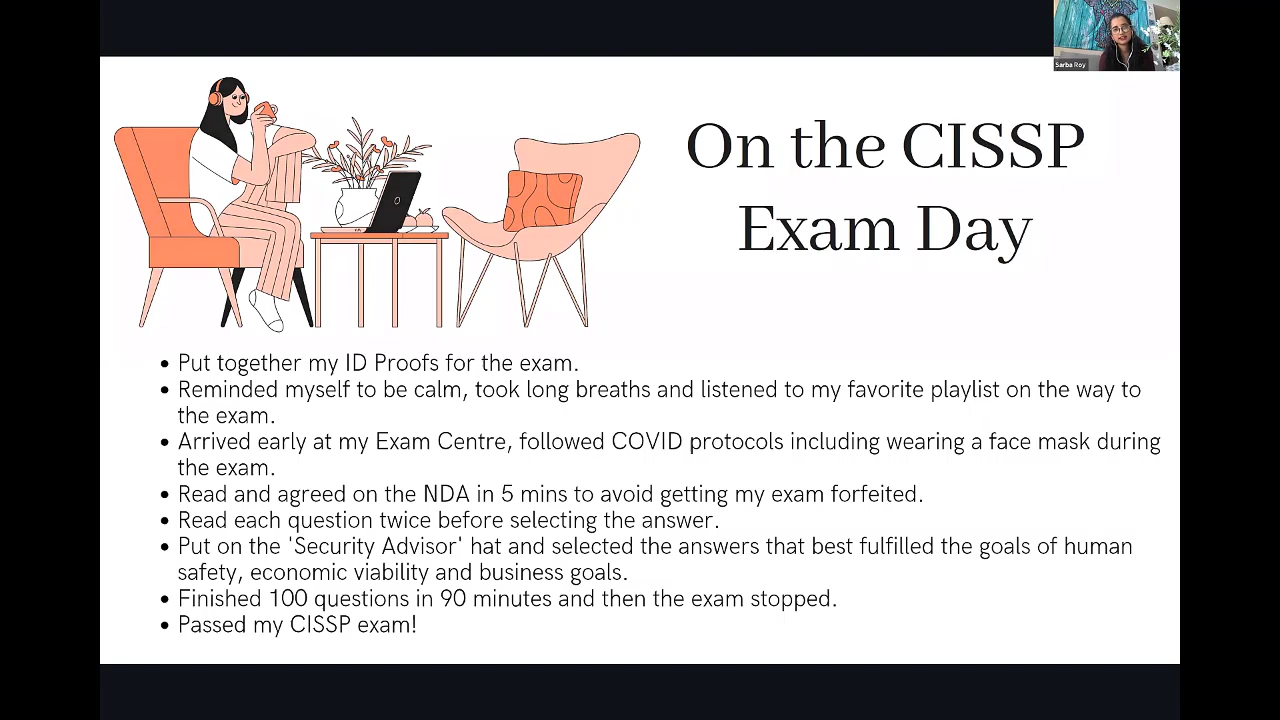 Sarba Roy
On the CISSP
Exam Day
• Put together my ID Proofs for the exam.
• Reminded myself to be calm, took long breaths and listened to my favorite playlist on the way to
the exam.
• Arrived early at my Exam Centre, followed COVID protocols including wearing a face mask during
the exam.
• Read and agreed on the NDA in 5 mins to avoid getting my exam forfeited.
• Read each question twice before selecting the answer.
• Put on the 'Security Advisor' hat and selected the answers that best fulfilled the goals of human
safety, economic viability and business goals.
• Finished 100 questions in 90 minutes and then the exam stopped.
• Passed my CISSP exam!